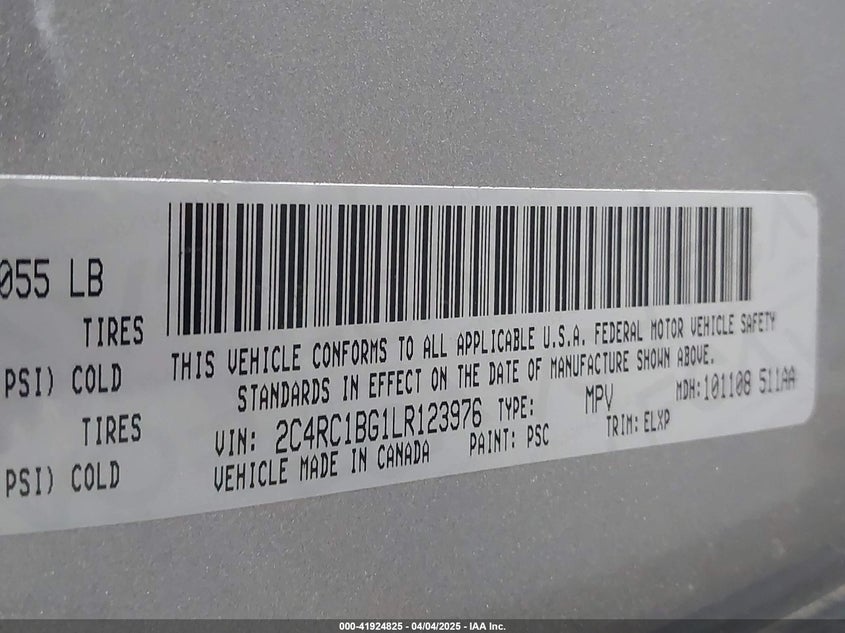 055 LB
TIRES
PSI) COLD
TIRES
PSI) COLD
THIS VEHICLE CONFORMS TO ALL APPLICABLE U.S.A. FEDERAL MOTOR VEHICLE SAFETY
STANDARDS IN EFFECT ON THE DATE OF MANUFACTURE SHOWN ABOVE.
VIN: 2C4RC1BG1LR123976 TYPE: MPV MDH:101108 511AA
VEHICLE MADE IN CANADA PAINT: PSC TRIM: ELXP
000-41924825 - 04/04/2025 - IAA Inc.